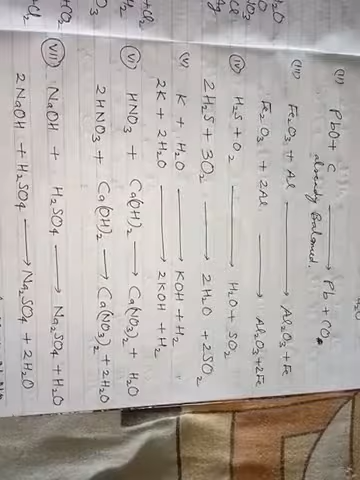 (II) PbO + C ⟶ Pb + CO
already Balanced.
(III) Fe₂O₃ + Al ⟶ Al₂O₃ + Fe
Fe₂O₃ + 2Al ⟶ Al₂O₃ + 2Fe
(IV) H₂S + O₂ ⟶ H₂O + SO₂
2H₂S + 3O₂ ⟶ 2H₂O + 2SO₂
(V) K + H₂O ⟶ KOH + H₂
2K + 2H₂O ⟶ 2KOH + H₂
(VI) HNO₃ + Ca(OH)₂ ⟶ Ca(NO₃)₂ + H₂O
2HNO₃ + Ca(OH)₂ ⟶ Ca(NO₃)₂ + 2H₂O
(VII) NaOH + H₂SO₄ ⟶ Na₂SO₄ + H₂O
2NaOH + H₂SO₄ ⟶ Na₂SO₄ + 2H₂O